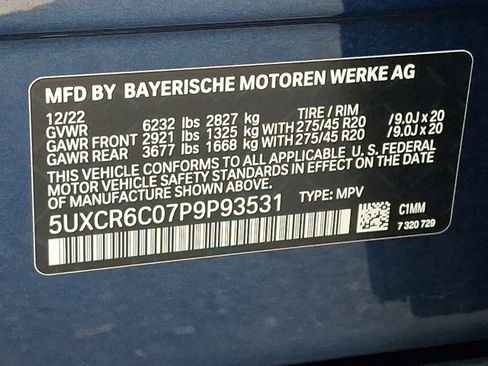 MFD BY BAYERISCHE MOTOREN WERKE AG
12/22 TIRE / RIM
GVWR 6232 lbs 2827 kg
GAWR FRONT 2921 lbs 1325 kg WITH 275/45 R20 /9.0J x 20
GAWR REAR 3677 lbs 1668 kg WITH 275/45 R20 /9.0J x 20
THIS VEHICLE CONFORMS TO ALL APPLICABLE U. S. FEDERAL
MOTOR VEHICLE SAFETY STANDARDS IN EFFECT ON THE DATE
OF MANUFACTURE SHOWN ABOVE.
5UXCR6C07P9P93531 TYPE: MPV
C1MM
7 320 729